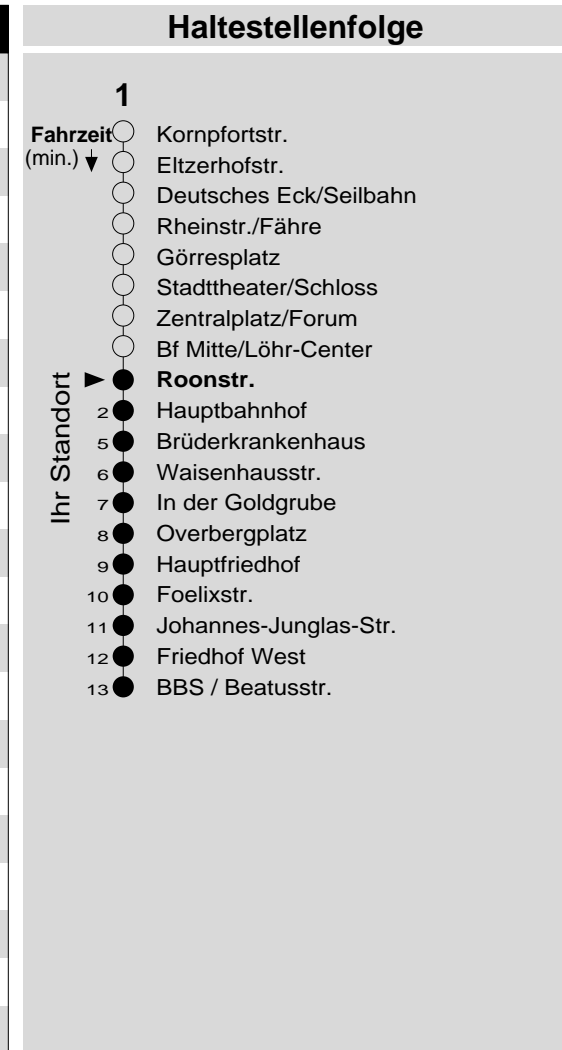 Haltestellenfolge
1
Fahrzeit Kornpfortstr.
(min.) Eltzerhofstr.
Deutsches Eck/Seilbahn
Rheinstr./Fähre
Görresplatz
Stadttheater/Schloss
Zentralplatz/Forum
Bf Mitte/Löhr-Center
Ihr Standort
Roonstr.
2 Hauptbahnhof
5 Brüderkrankenhaus
6 Waisenhausstr.
7 In der Goldgrube
8 Overbergplatz
9 Hauptfriedhof
10 Foelixstr.
11 Johannes-Junglas-Str.
12 Friedhof West
13 BBS / Beatusstr.